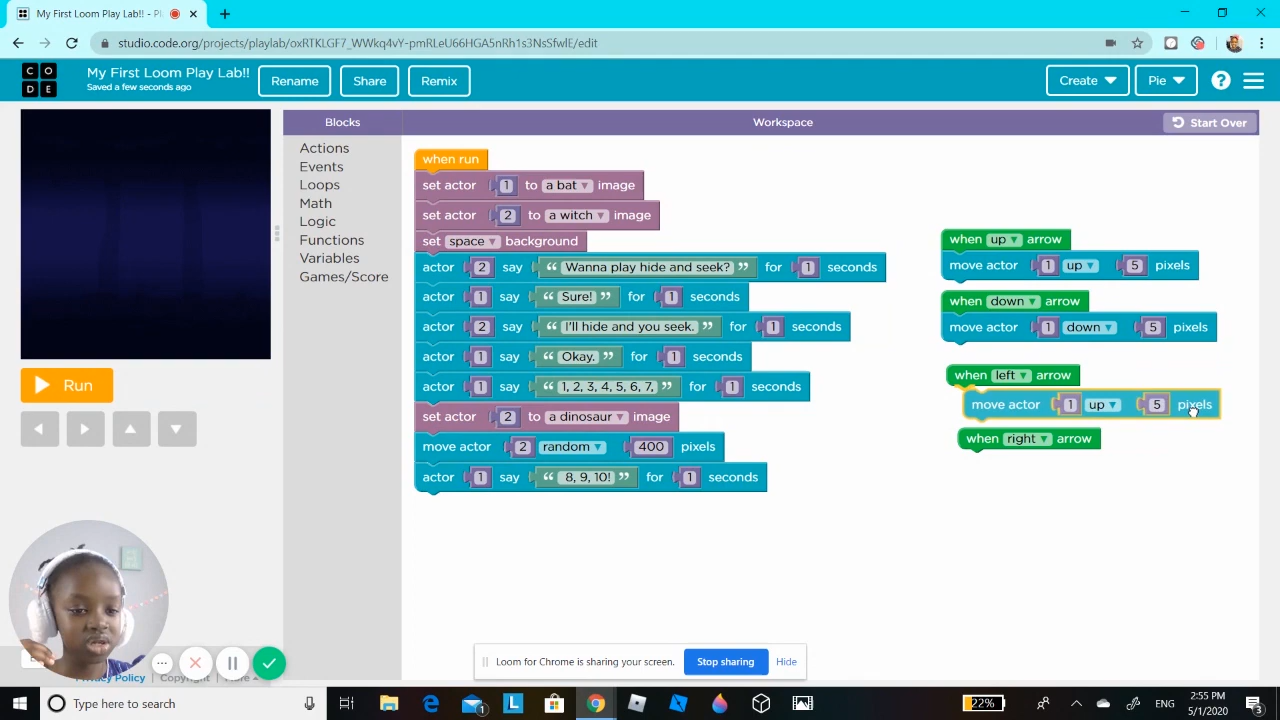 My First Loom Play Lab!! - Pl
studio.code.org/projects/playlab/oxRTKLGF7_WWkq4vY-pmRLeU66HGA5nRh1s3NsSfwlE/edit
C O D E
My First Loom Play Lab!!
Saved a few seconds ago
Rename
Share
Remix
Create
Pie
?
Blocks
Workspace
Start Over
Actions
Events
Loops
Math
Logic
Functions
Variables
Games/Score
when run
set actor 1 to a bat image
set actor 2 to a witch image
set space background
actor 2 say “ Wanna play hide and seek? ” for 1 seconds
actor 1 say “ Sure! ” for 1 seconds
actor 2 say “ I'll hide and you seek. ” for 1 seconds
actor 1 say “ Okay. ” for 1 seconds
actor 1 say “ 1, 2, 3, 4, 5, 6, 7, ” for 1 seconds
set actor 2 to a dinosaur image
move actor 2 random 400 pixels
actor 1 say “ 8, 9, 10! ” for 1 seconds
when up arrow
move actor 1 up 5 pixels
when down arrow
move actor 1 down 5 pixels
when left arrow
move actor 1 up 5 pixels
when right arrow
Run
Privacy Policy | Copyright | More
Loom for Chrome is sharing your screen. Stop sharing Hide
Type here to search
1
L
22%
ENG
2:55 PM
5/1/2020
3